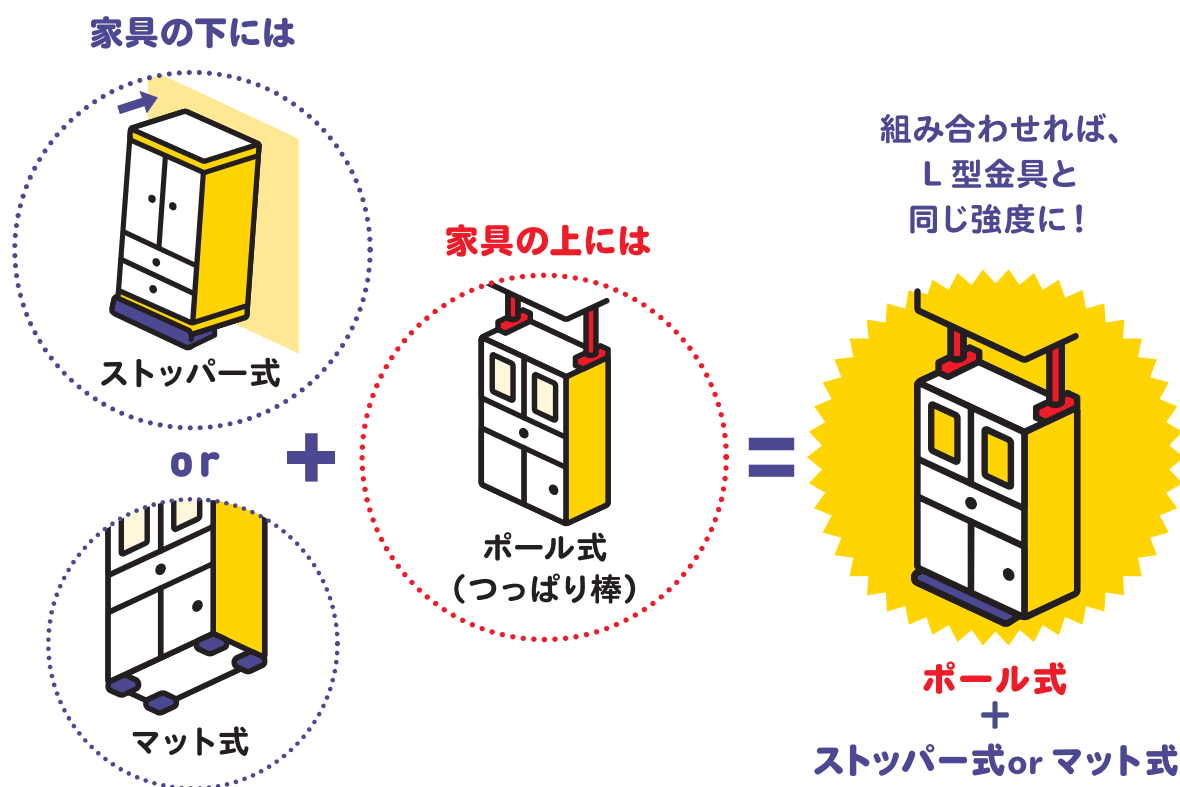 家具の下には
ストッパー式
or
マット式
+
家具の上には
ポール式
(つっぱり棒)
=
組み合わせれば、
L型金具と
同じ強度に!
ポール式
+
ストッパー式or マット式